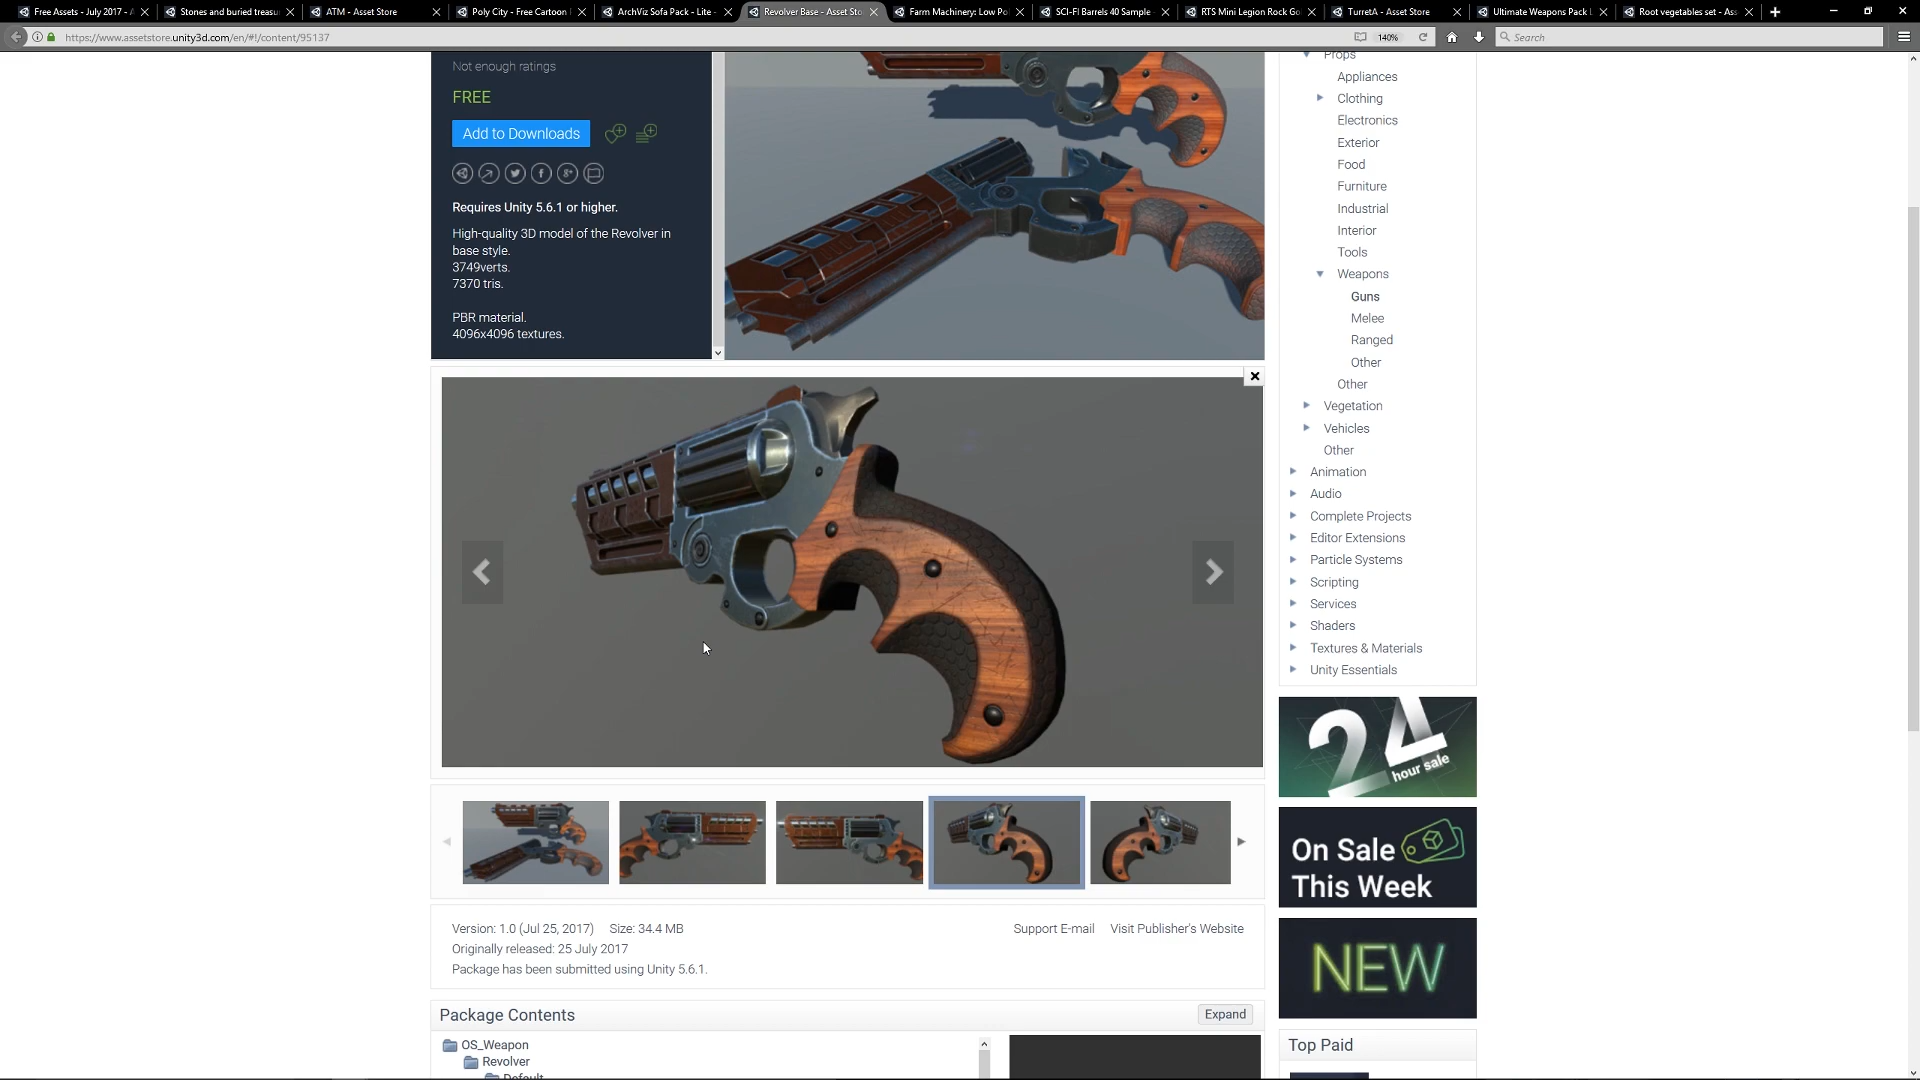 Free Assets - July 2017 - A
Stones and buried treasu
ATM - Asset Store
Poly City - Free Cartoon
ArchViz Sofa Pack - Lite -
Revolver Base - Asset Sto
Farm Machinery: Low Po
SCI-FI Barrels 40 Sample
RTS Mini Legion Rock Go
TurretA - Asset Store
Ultimate Weapons Pack L
Root vegetables set - Ass
https://www.assetstore.unity3d.com/en/#!/content/95137
140%
Search
Not enough ratings
FREE
Add to Downloads
Requires Unity 5.6.1 or higher.
High-quality 3D model of the Revolver in
base style.
3749verts.
7370 tris.
PBR material.
4096x4096 textures.
Props
Appliances
Clothing
Electronics
Exterior
Food
Furniture
Industrial
Interior
Tools
Weapons
Guns
Melee
Ranged
Other
Other
Vegetation
Vehicles
Other
Animation
Audio
Complete Projects
Editor Extensions
Particle Systems
Scripting
Services
Shaders
Textures & Materials
Unity Essentials
24
hour sale
On Sale
This Week
NEW
Top Paid
Version: 1.0 (Jul 25, 2017) Size: 34.4 MB
Originally released: 25 July 2017
Package has been submitted using Unity 5.6.1.
Support E-mail Visit Publisher's Website
Package Contents
Expand
OS_Weapon
Revolver
Default